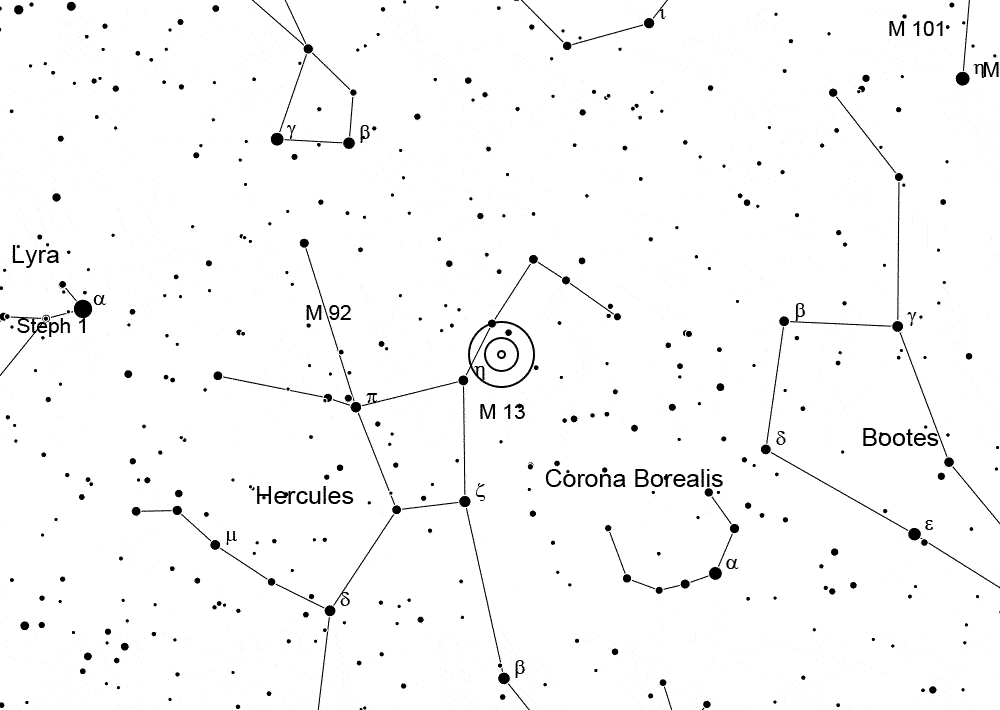 ι
M 101
η M
γ
β
Lyra
α
M 92
Steph 1
β
γ
η
π
M 13
δ
Bootes
Corona Borealis
Hercules
ζ
ε
μ
α
δ
β